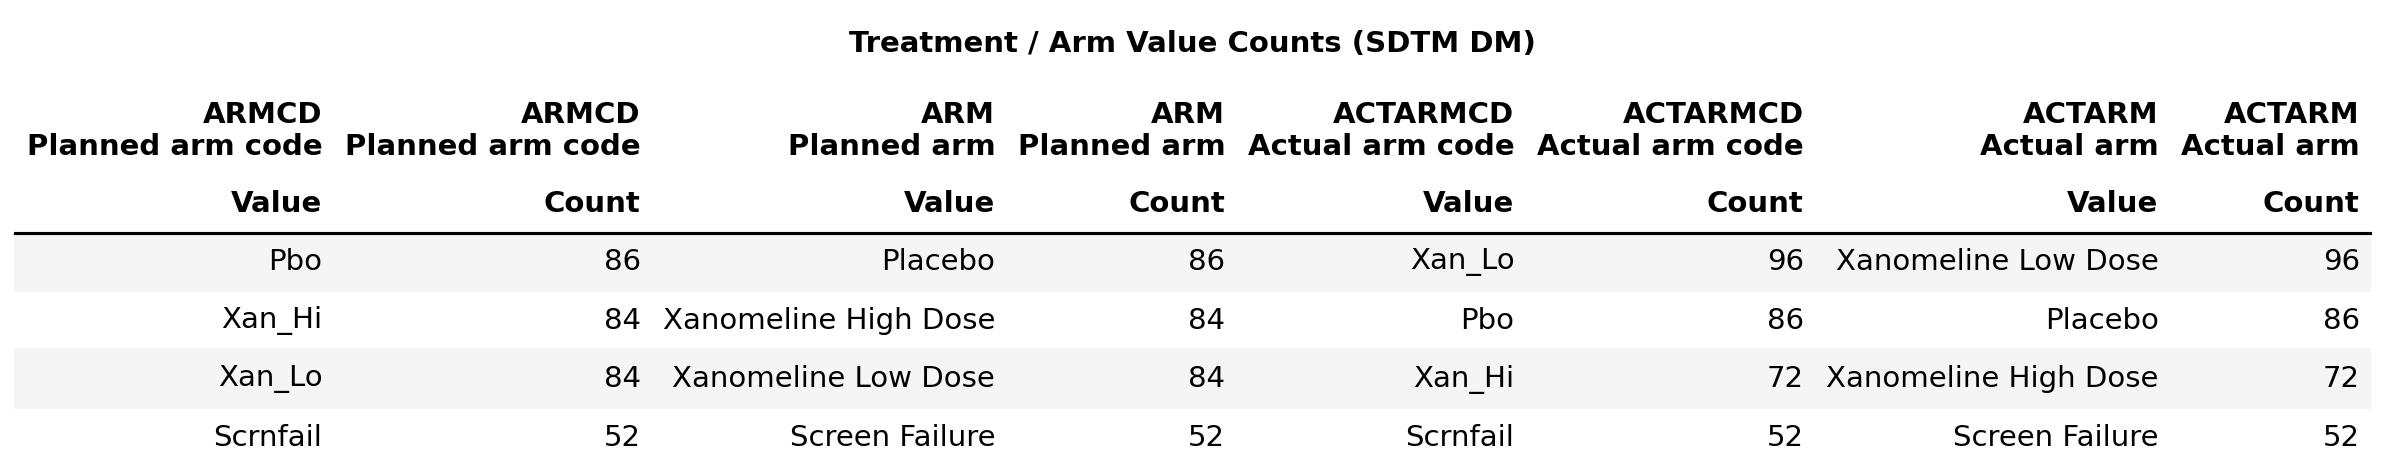 Treatment / Arm Value Counts (SDTM DM)
ARMCD ARMCD ARM ARM ACTARMCD ACTARMCD ACTARM ACTARM
Planned arm code Planned arm code Planned arm Planned arm Actual arm code Actual arm code Actual arm Actual arm
Value Count Value Count Value Count Value Count
Pbo 86 Placebo 86 Xan_Lo 96 Xanomeline Low Dose 96
Xan_Hi 84 Xanomeline High Dose 84 Pbo 86 Placebo 86
Xan_Lo 84 Xanomeline Low Dose 84 Xan_Hi 72 Xanomeline High Dose 72
Scrnfail 52 Screen Failure 52 Scrnfail 52 Screen Failure 52